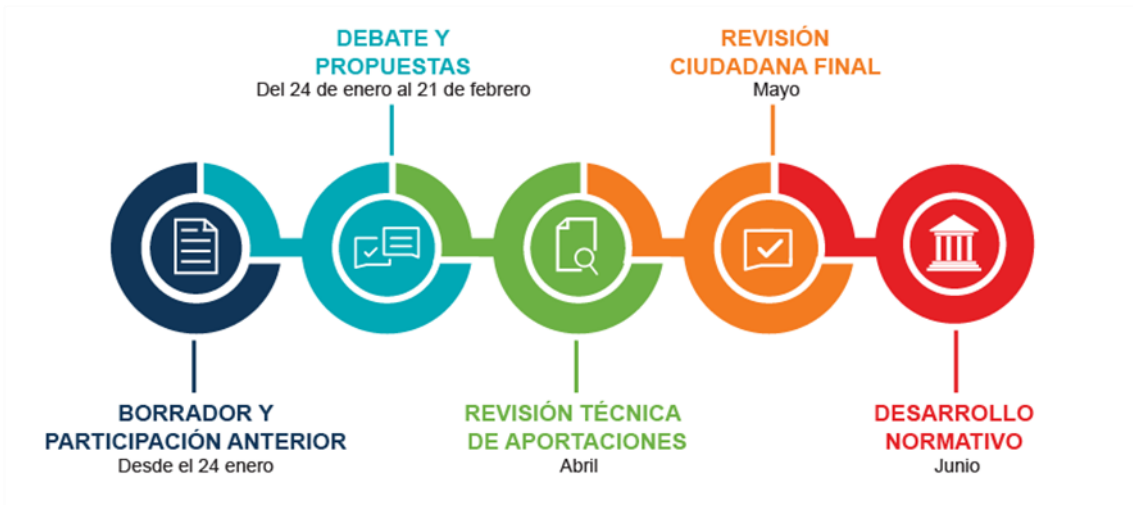 DEBATE Y
PROPUESTAS
Del 24 de enero al 21 de febrero
REVISIÓN
CIUDADANA FINAL
Mayo
BORRADOR Y
PARTICIPACIÓN ANTERIOR
Desde el 24 enero
REVISIÓN TÉCNICA
DE APORTACIONES
Abril
DESARROLLO
NORMATIVO
Junio